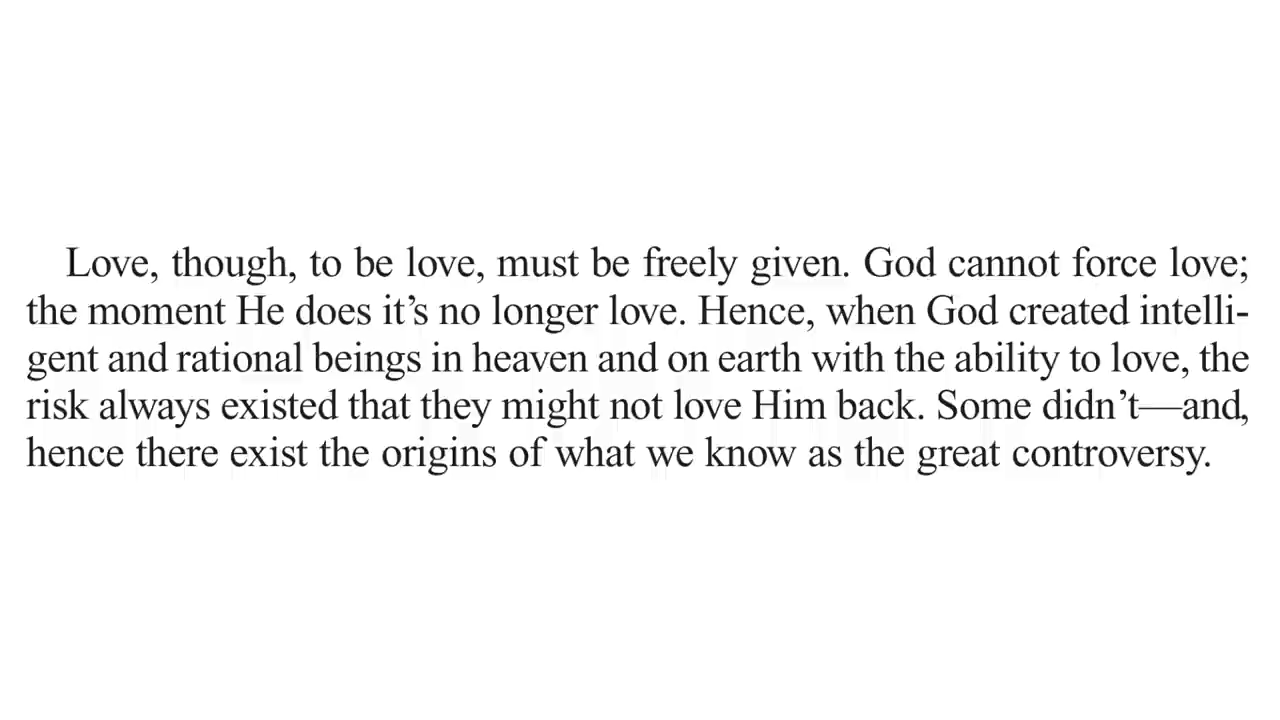 Love, though, to be love, must be freely given. God cannot force love;
the moment He does it’s no longer love. Hence, when God created intelli-
gent and rational beings in heaven and on earth with the ability to love, the
risk always existed that they might not love Him back. Some didn’t—and,
hence there exist the origins of what we know as the great controversy.